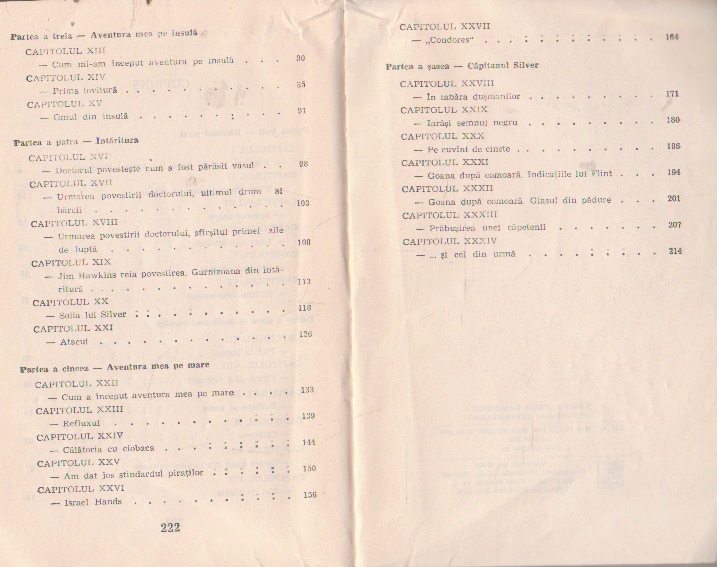 Partea a treia — Aventura mea pe insulă
CAPITOLUL XIII
— Cum mi-am început aventura pe insulă . . . 80
CAPITOLUL XIV
— Prima lovitură . . . . . . . . . . 85
CAPITOLUL XV
— Omul din insulă . . . . . . . . . . 91
Partea a patra — Întăritura
CAPITOLUL XVI
— Doctorul povestește cum a fost părăsit vasul . . 98
CAPITOLUL XVII
— Urmarea povestirii doctorului, ultimul drum al
bărcii . . . . . . . . . . . . 103
CAPITOLUL XVIII
— Urmarea povestirii doctorului, sfîrșitul primei zile
de luptă . . . . . . . . . . . 108
CAPITOLUL XIX
— Jim Hawkins reia povestirea. Garnizoana din întă-
ritură . . . . . . . . . . . . 113
CAPITOLUL XX
— Solia lui Silver . . . . . . . . . . 118
CAPITOLUL XXI
— Atacul . . . . . . . . . . . . 126
Partea a cincea — Aventura mea pe mare
CAPITOLUL XXII
— Cum a început aventura mea pe mare . . . . 133
CAPITOLUL XXIII
— Refluxul . . . . . . . . . . . 139
CAPITOLUL XXIV
— Călătoria cu ciobaca . . . . . . . . 144
CAPITOLUL XXV
— Am dat jos stindardul piraților . . . . . . 150
CAPITOLUL XXVI
— Israel Hands . . . . . . . . . . 156
222
CAPITOLUL XXVII
— „Condores“ . . . . . . . . . . 164
Partea a șasea — Căpitanul Silver
CAPITOLUL XXVIII
— În tabăra dușmanilor . . . . . . . . 171
CAPITOLUL XXIX
— Iarăși semnul negru . . . . . . . . 180
CAPITOLUL XXX
— Pe cuvînt de cinste . . . . . . . . . 186
CAPITOLUL XXXI
— Goana după comoară. Indicațiile lui Flint . . . 194
CAPITOLUL XXXII
— Goana după comoară. Glasul din pădure . . . 201
CAPITOLUL XXXIII
— Prăbușirea unei căpetenii . . . . . . . 207
CAPITOLUL XXXIV
— ... și cel din urmă . . . . . . . . 214